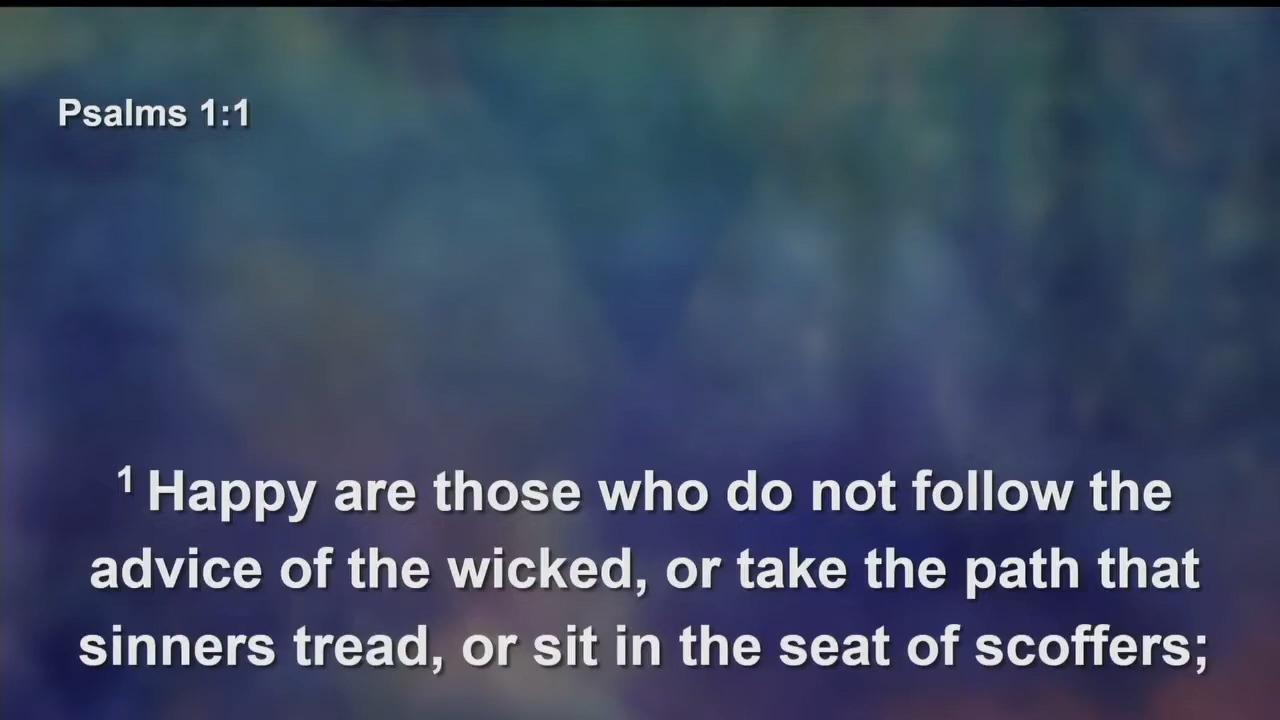 Psalms 1:1
1 Happy are those who do not follow the
advice of the wicked, or take the path that
sinners tread, or sit in the seat of scoffers;